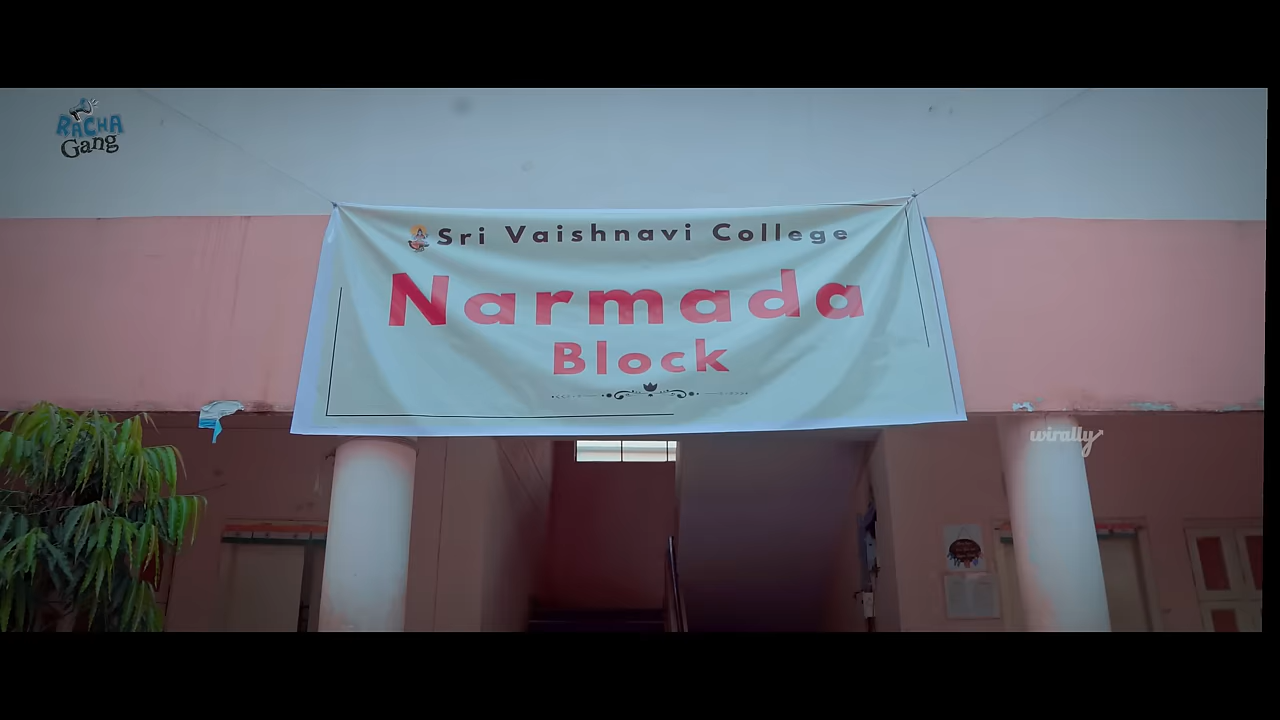 RACHA
Gang
Sri Vaishnavi College
Narmada
Block
wirally